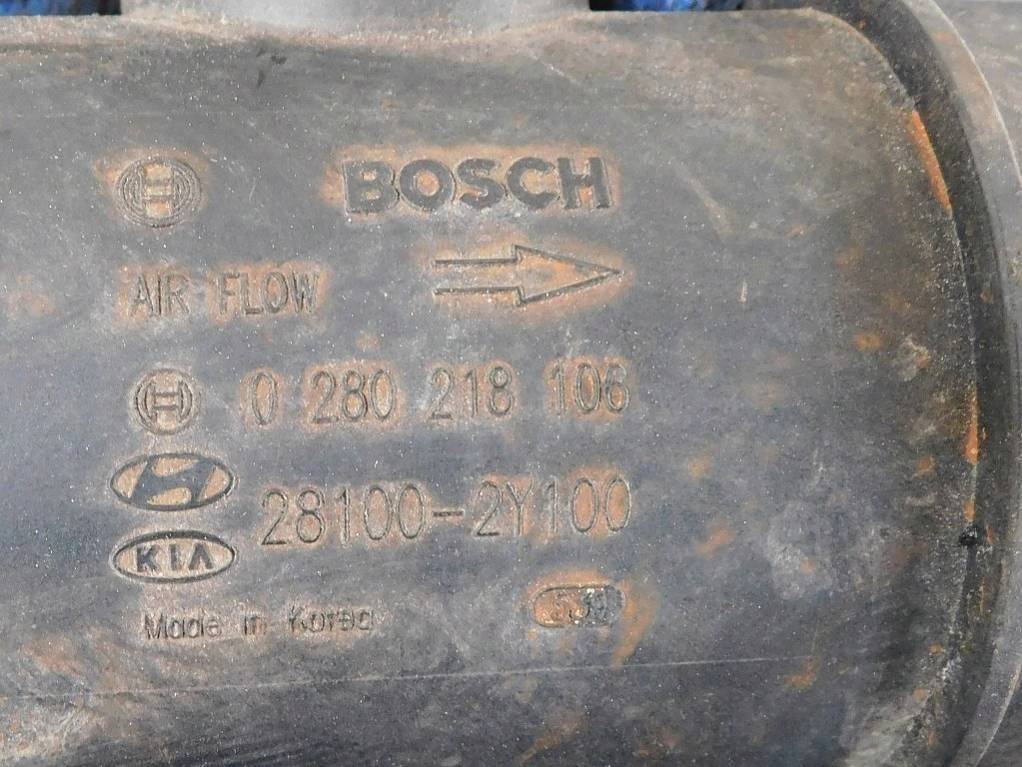 BOSCH
AIR FLOW
0 280 218 106
28100-2Y100
KIA
Made in Korea